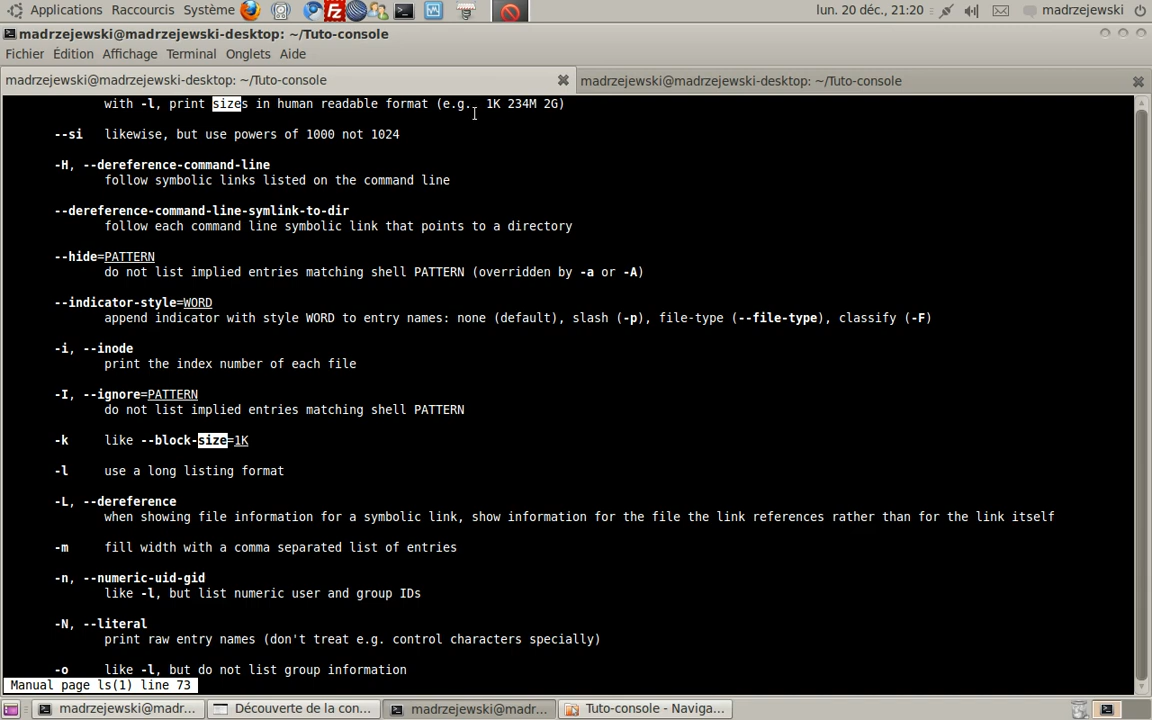 Applications Raccourcis Système lun. 20 déc., 21:20 madrzejewski
madrzejewski@madrzejewski-desktop: ~/Tuto-console
Fichier Édition Affichage Terminal Onglets Aide
madrzejewski@madrzejewski-desktop: ~/Tuto-console madrzejewski@madrzejewski-desktop: ~/Tuto-console
with -l, print sizes in human readable format (e.g., 1K 234M 2G)
--si likewise, but use powers of 1000 not 1024
-H, --dereference-command-line
follow symbolic links listed on the command line
--dereference-command-line-symlink-to-dir
follow each command line symbolic link that points to a directory
--hide=PATTERN
do not list implied entries matching shell PATTERN (overridden by -a or -A)
--indicator-style=WORD
append indicator with style WORD to entry names: none (default), slash (-p), file-type (--file-type), classify (-F)
-i, --inode
print the index number of each file
-I, --ignore=PATTERN
do not list implied entries matching shell PATTERN
-k like --block-size=1K
-l use a long listing format
-L, --dereference
when showing file information for a symbolic link, show information for the file the link references rather than for the link itself
-m fill width with a comma separated list of entries
-n, --numeric-uid-gid
like -l, but list numeric user and group IDs
-N, --literal
print raw entry names (don't treat e.g. control characters specially)
-o like -l, but do not list group information
Manual page ls(1) line 73
madrzejewski@madr... Découverte de la con... madrzejewski@madr... Tuto-console - Naviga...